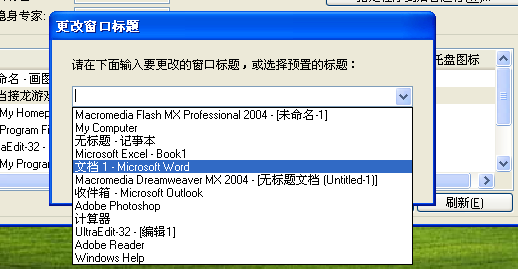 隐身专家:
更改窗口标题
请在下面输入要更改的窗口标题，或选择预置的标题：
托盘图标
命名 - 画图
当接龙游戏
My Homep
Program Fi
raEdit-32 -
My Progra
Macromedia Flash MX Professional 2004 - [未命名-1]
My Computer
无标题 - 记事本
Microsoft Excel - Book1
文档 1 - Microsoft Word
Macromedia Dreamweaver MX 2004 - [无标题文档 (Untitled-1)]
收件箱 - Microsoft Outlook
Adobe Photoshop
计算器
UltraEdit-32 - [编辑1]
Adobe Reader
Windows Help
刷新(E)